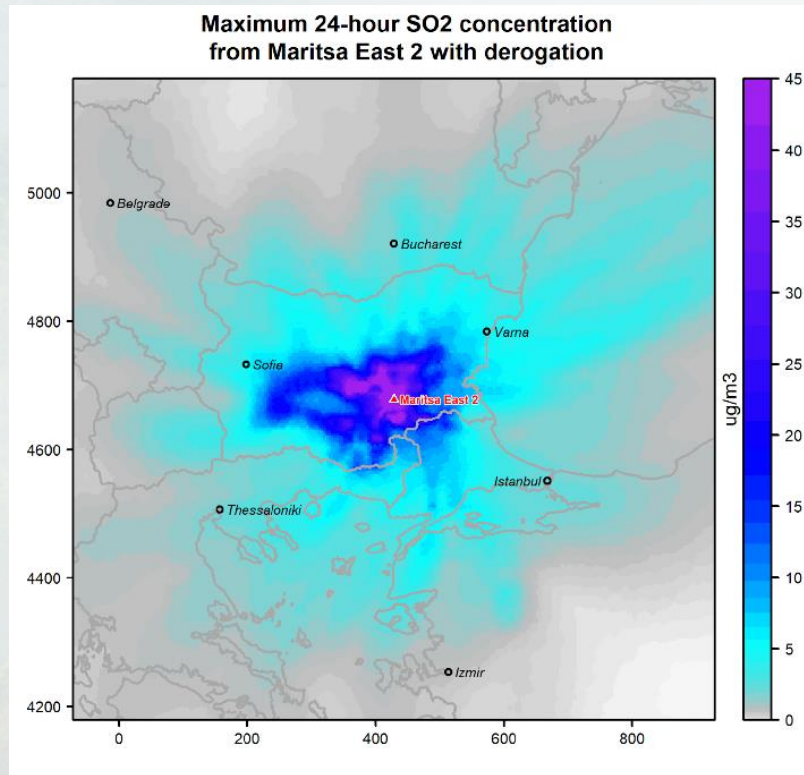 Maximum 24-hour SO2 concentration
from Maritsa East 2 with derogation
45
40
35
30
25
20
15
10
5
0
ug/m3
5000
4800
4600
4400
4200
Belgrade
Bucharest
Varna
Sofia
Maritsa East 2
Istanbul
Thessaloniki
Izmir
0
200
400
600
800